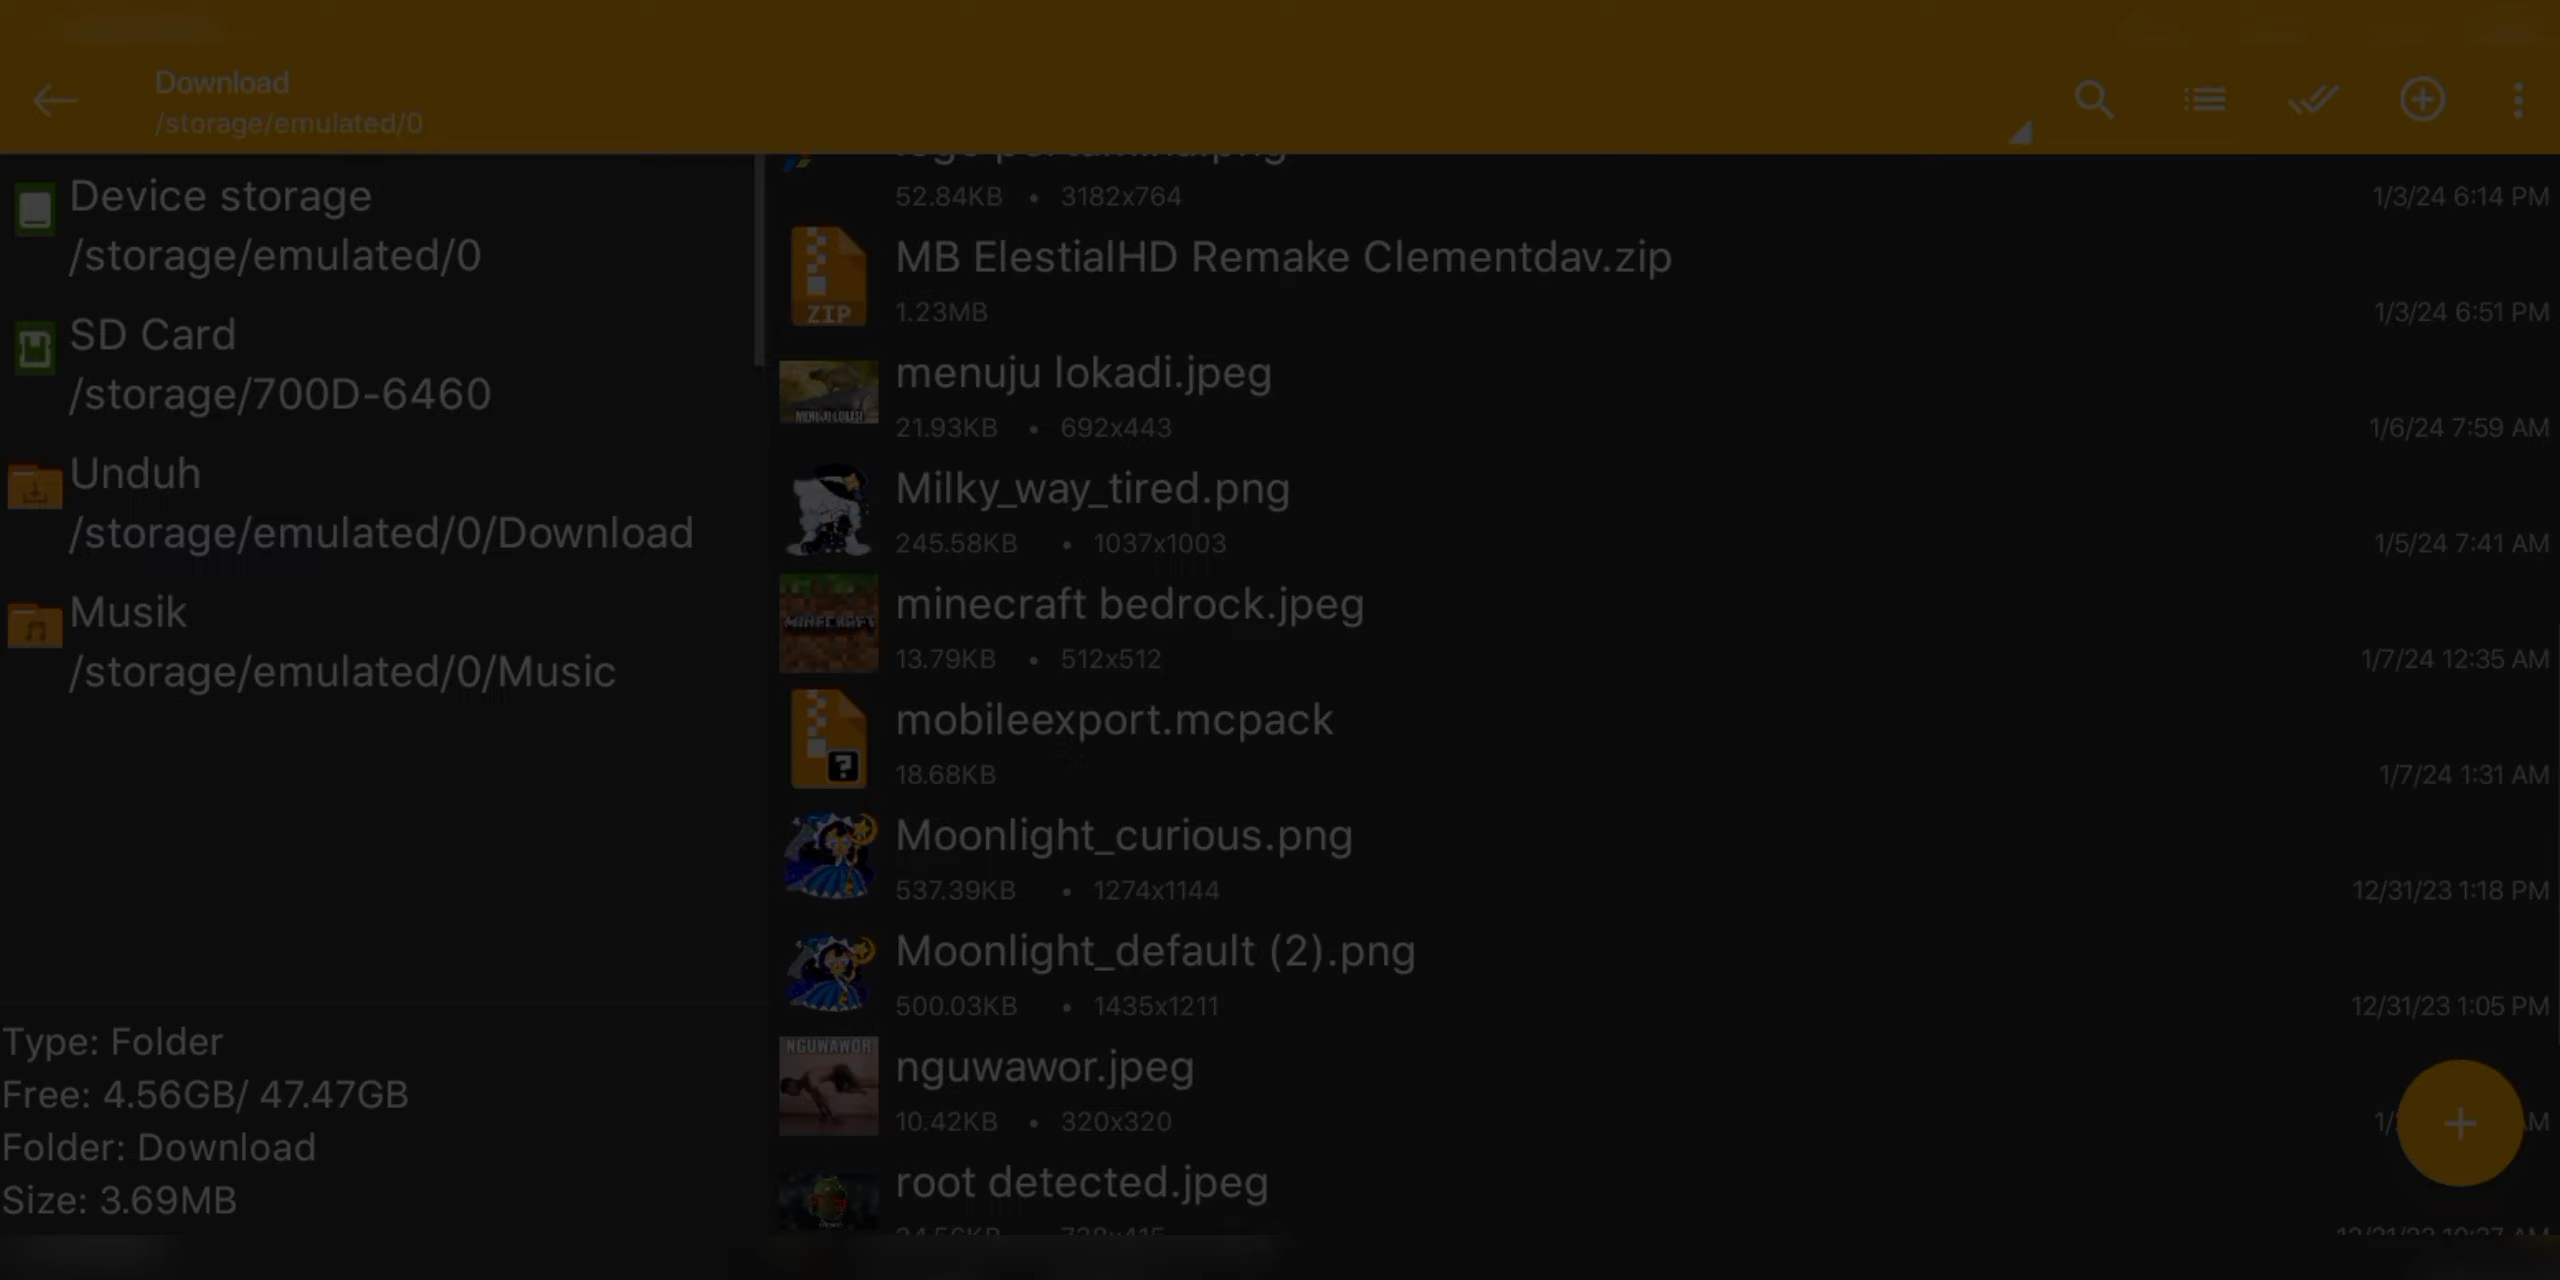 Download
/storage/emulated/0
Device storage
/storage/emulated/0
SD Card
/storage/700D-6460
Unduh
/storage/emulated/0/Download
Musik
/storage/emulated/0/Music
Type: Folder
Free: 4.56GB/ 47.47GB
Folder: Download
Size: 3.69MB
52.84KB • 3182x764 1/3/24 6:14 PM
MB ElestialHD Remake Clementdav.zip
ZIP
1.23MB 1/3/24 6:51 PM
menuju lokadi.jpeg
MENUJU LOKASI
21.93KB • 692x443 1/6/24 7:59 AM
Milky_way_tired.png
245.58KB • 1037x1003 1/5/24 7:41 AM
minecraft bedrock.jpeg
MINECRAFT
13.79KB • 512x512 1/7/24 12:35 AM
mobileexport.mcpack
?
18.68KB 1/7/24 1:31 AM
Moonlight_curious.png
537.39KB • 1274x1144 12/31/23 1:18 PM
Moonlight_default (2).png
500.03KB • 1435x1211 12/31/23 1:05 PM
NGUWAWOR
nguwawor.jpeg
10.42KB • 320x320
root detected.jpeg